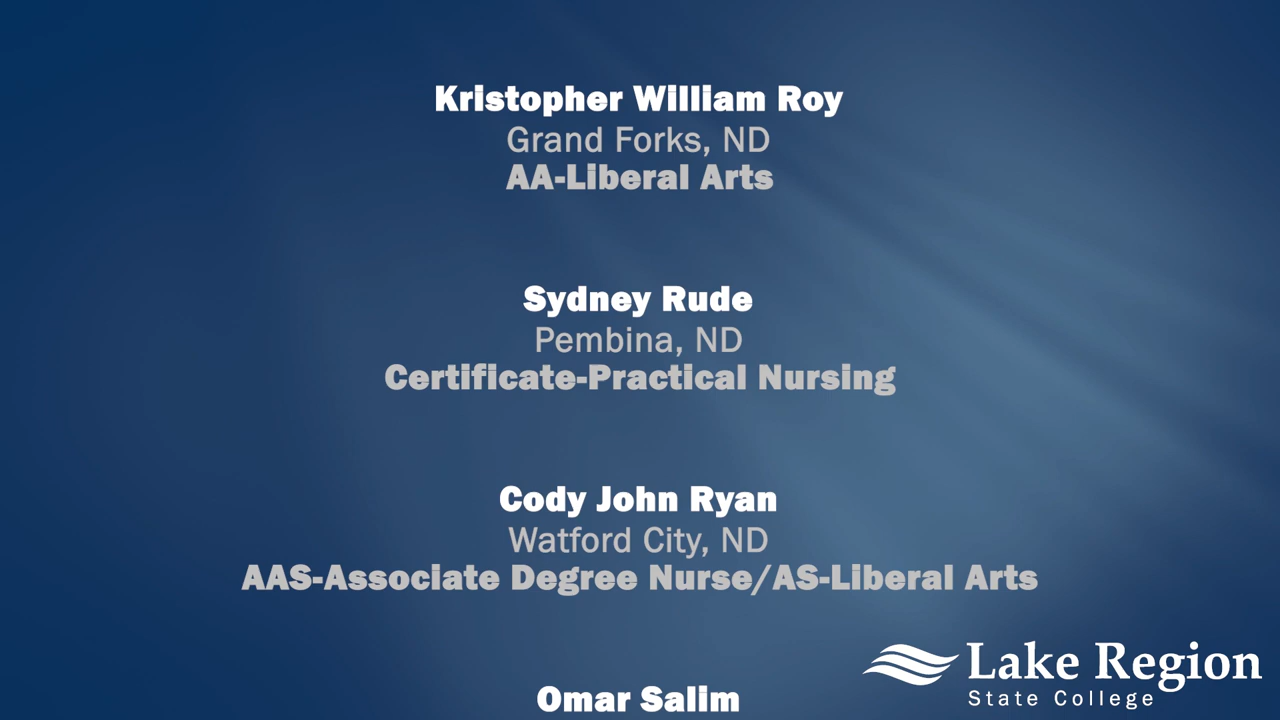 Kristopher William Roy
Grand Forks, ND
AA-Liberal Arts
Sydney Rude
Pembina, ND
Certificate-Practical Nursing
Cody John Ryan
Watford City, ND
AAS-Associate Degree Nurse/AS-Liberal Arts
Omar Salim
Lake Region
State College